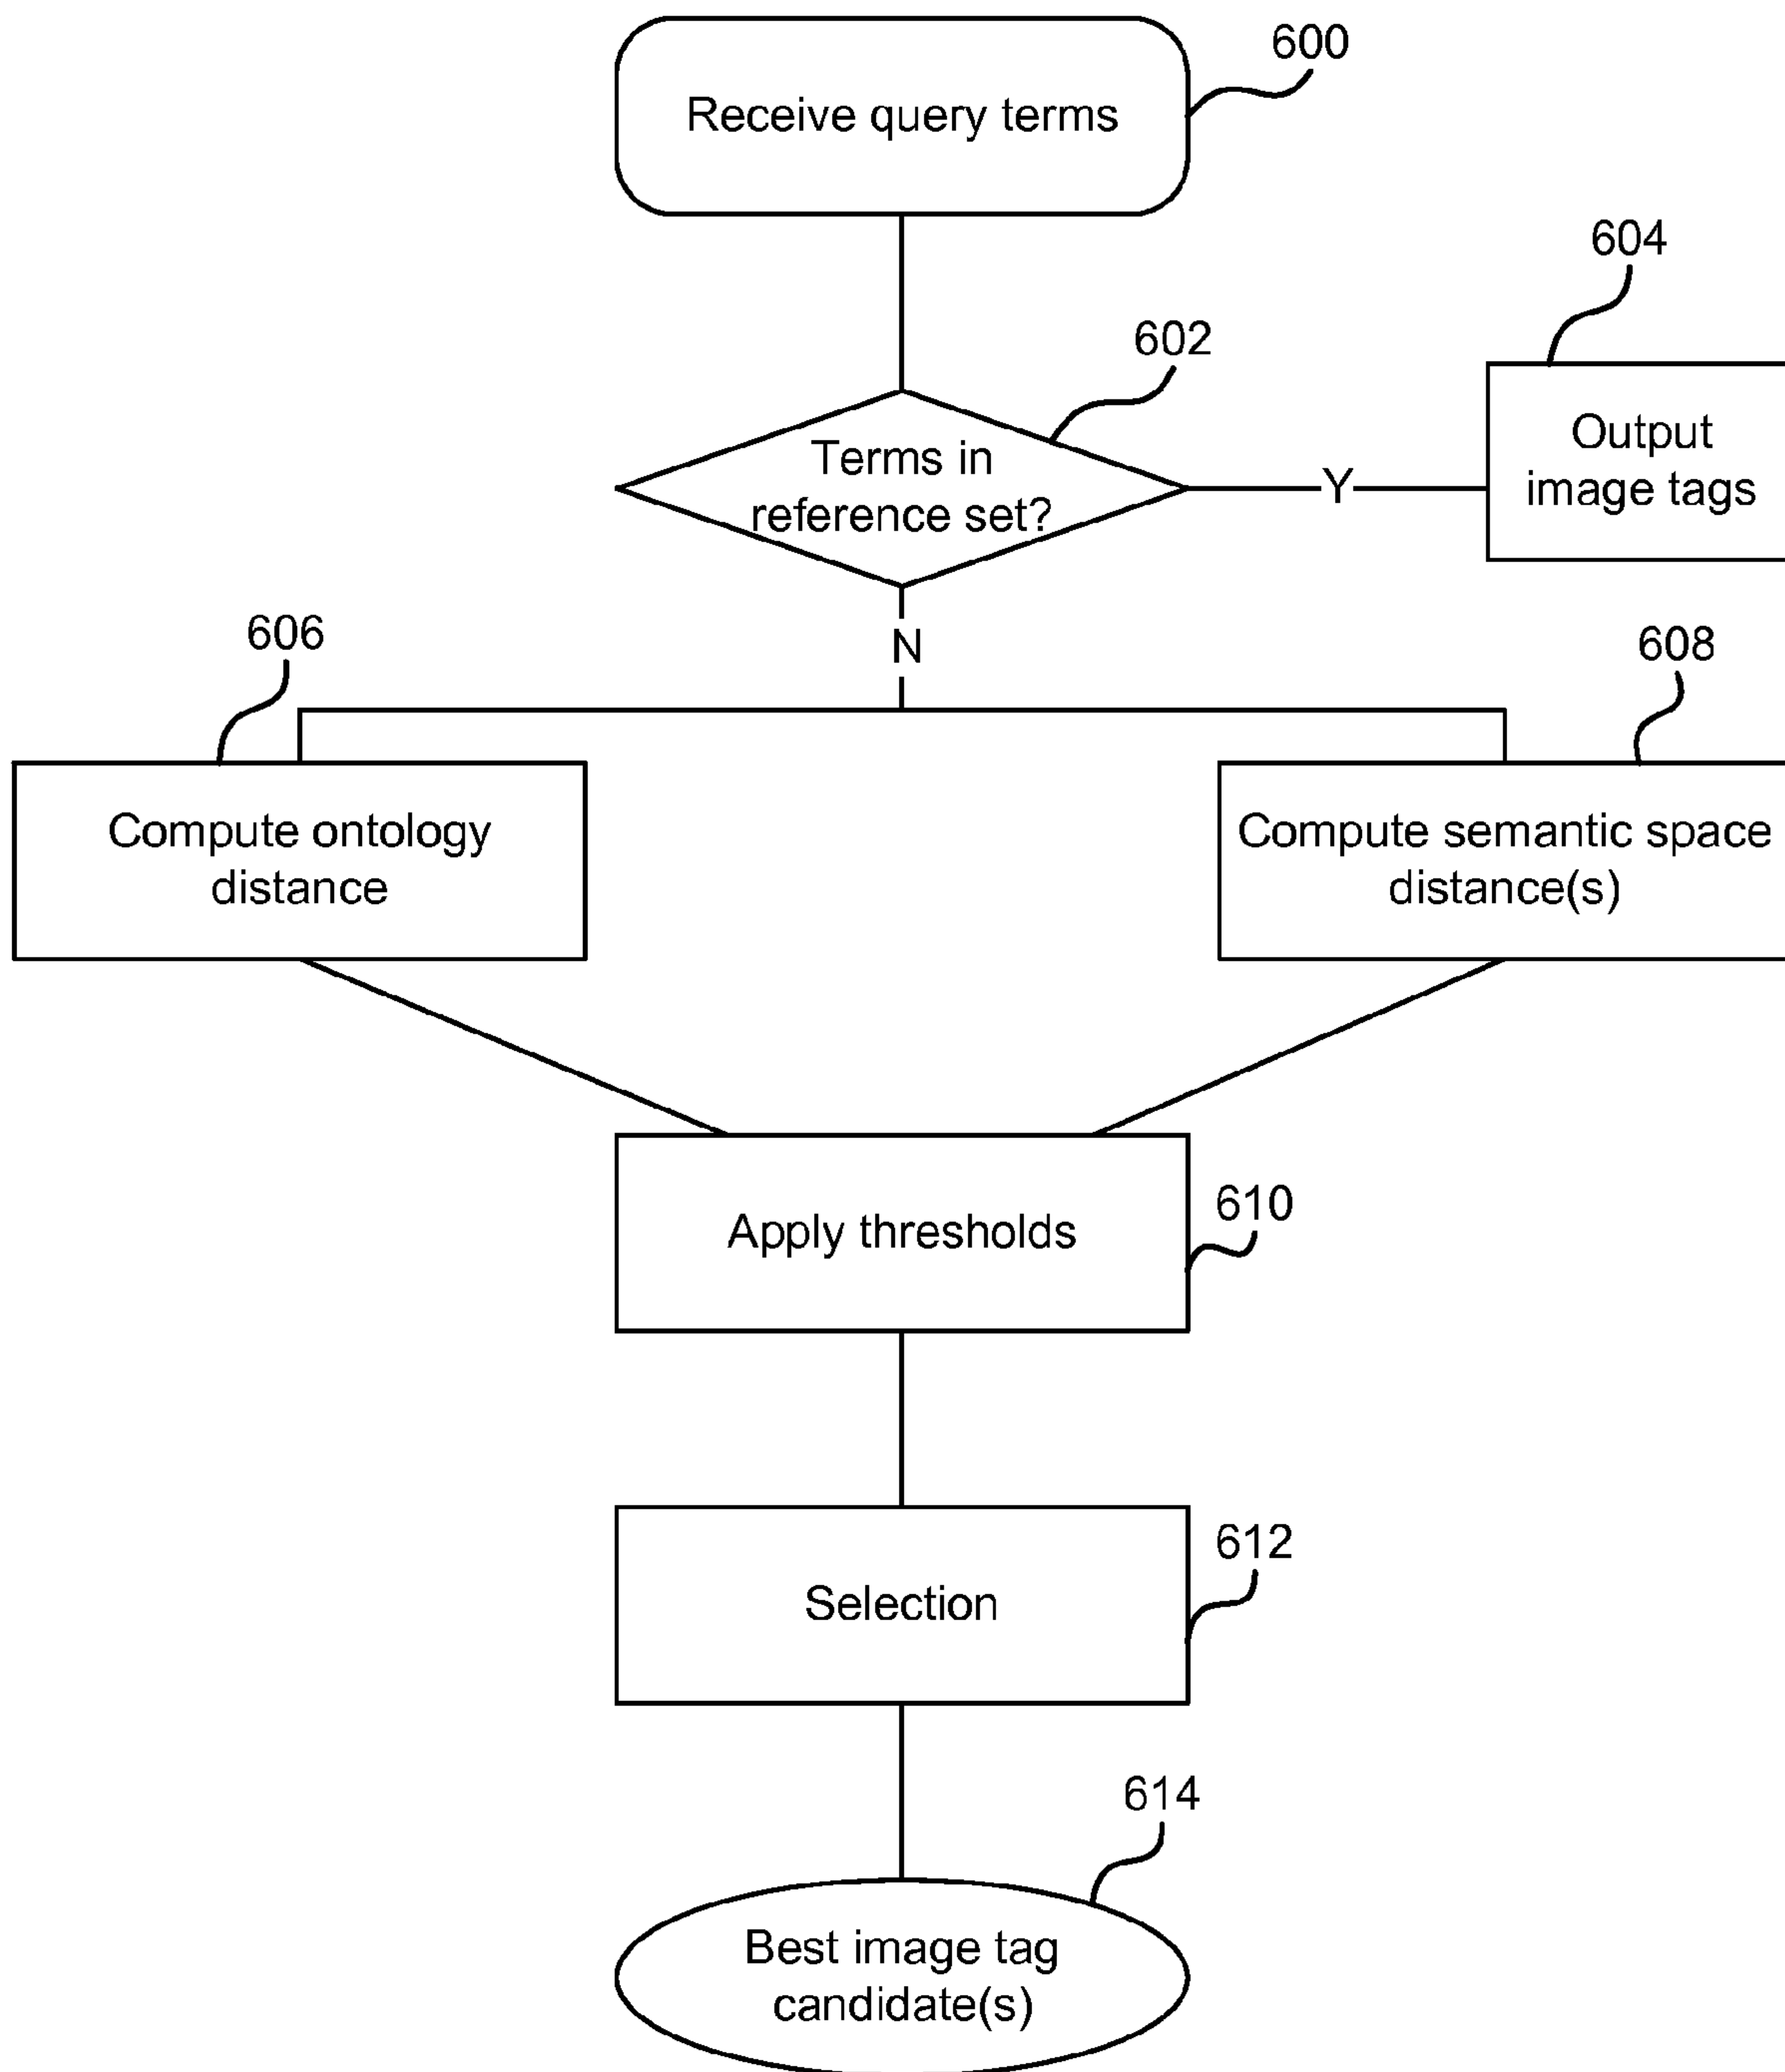 600
Receive query terms
604
602
Output
image tags
Terms in
reference set?
Y
N
606
608
Compute ontology
distance
Compute semantic space
distance(s)
610
Apply thresholds
612
Selection
614
Best image tag
candidate(s)